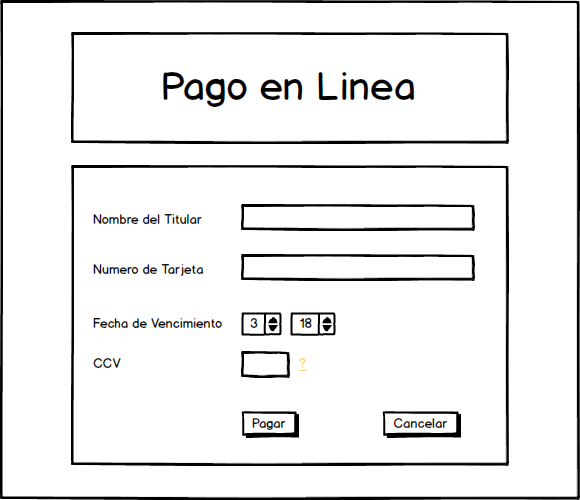 Pago en Linea
Nombre del Titular
Numero de Tarjeta
Fecha de Vencimiento 3 18
CCV ?
Pagar Cancelar